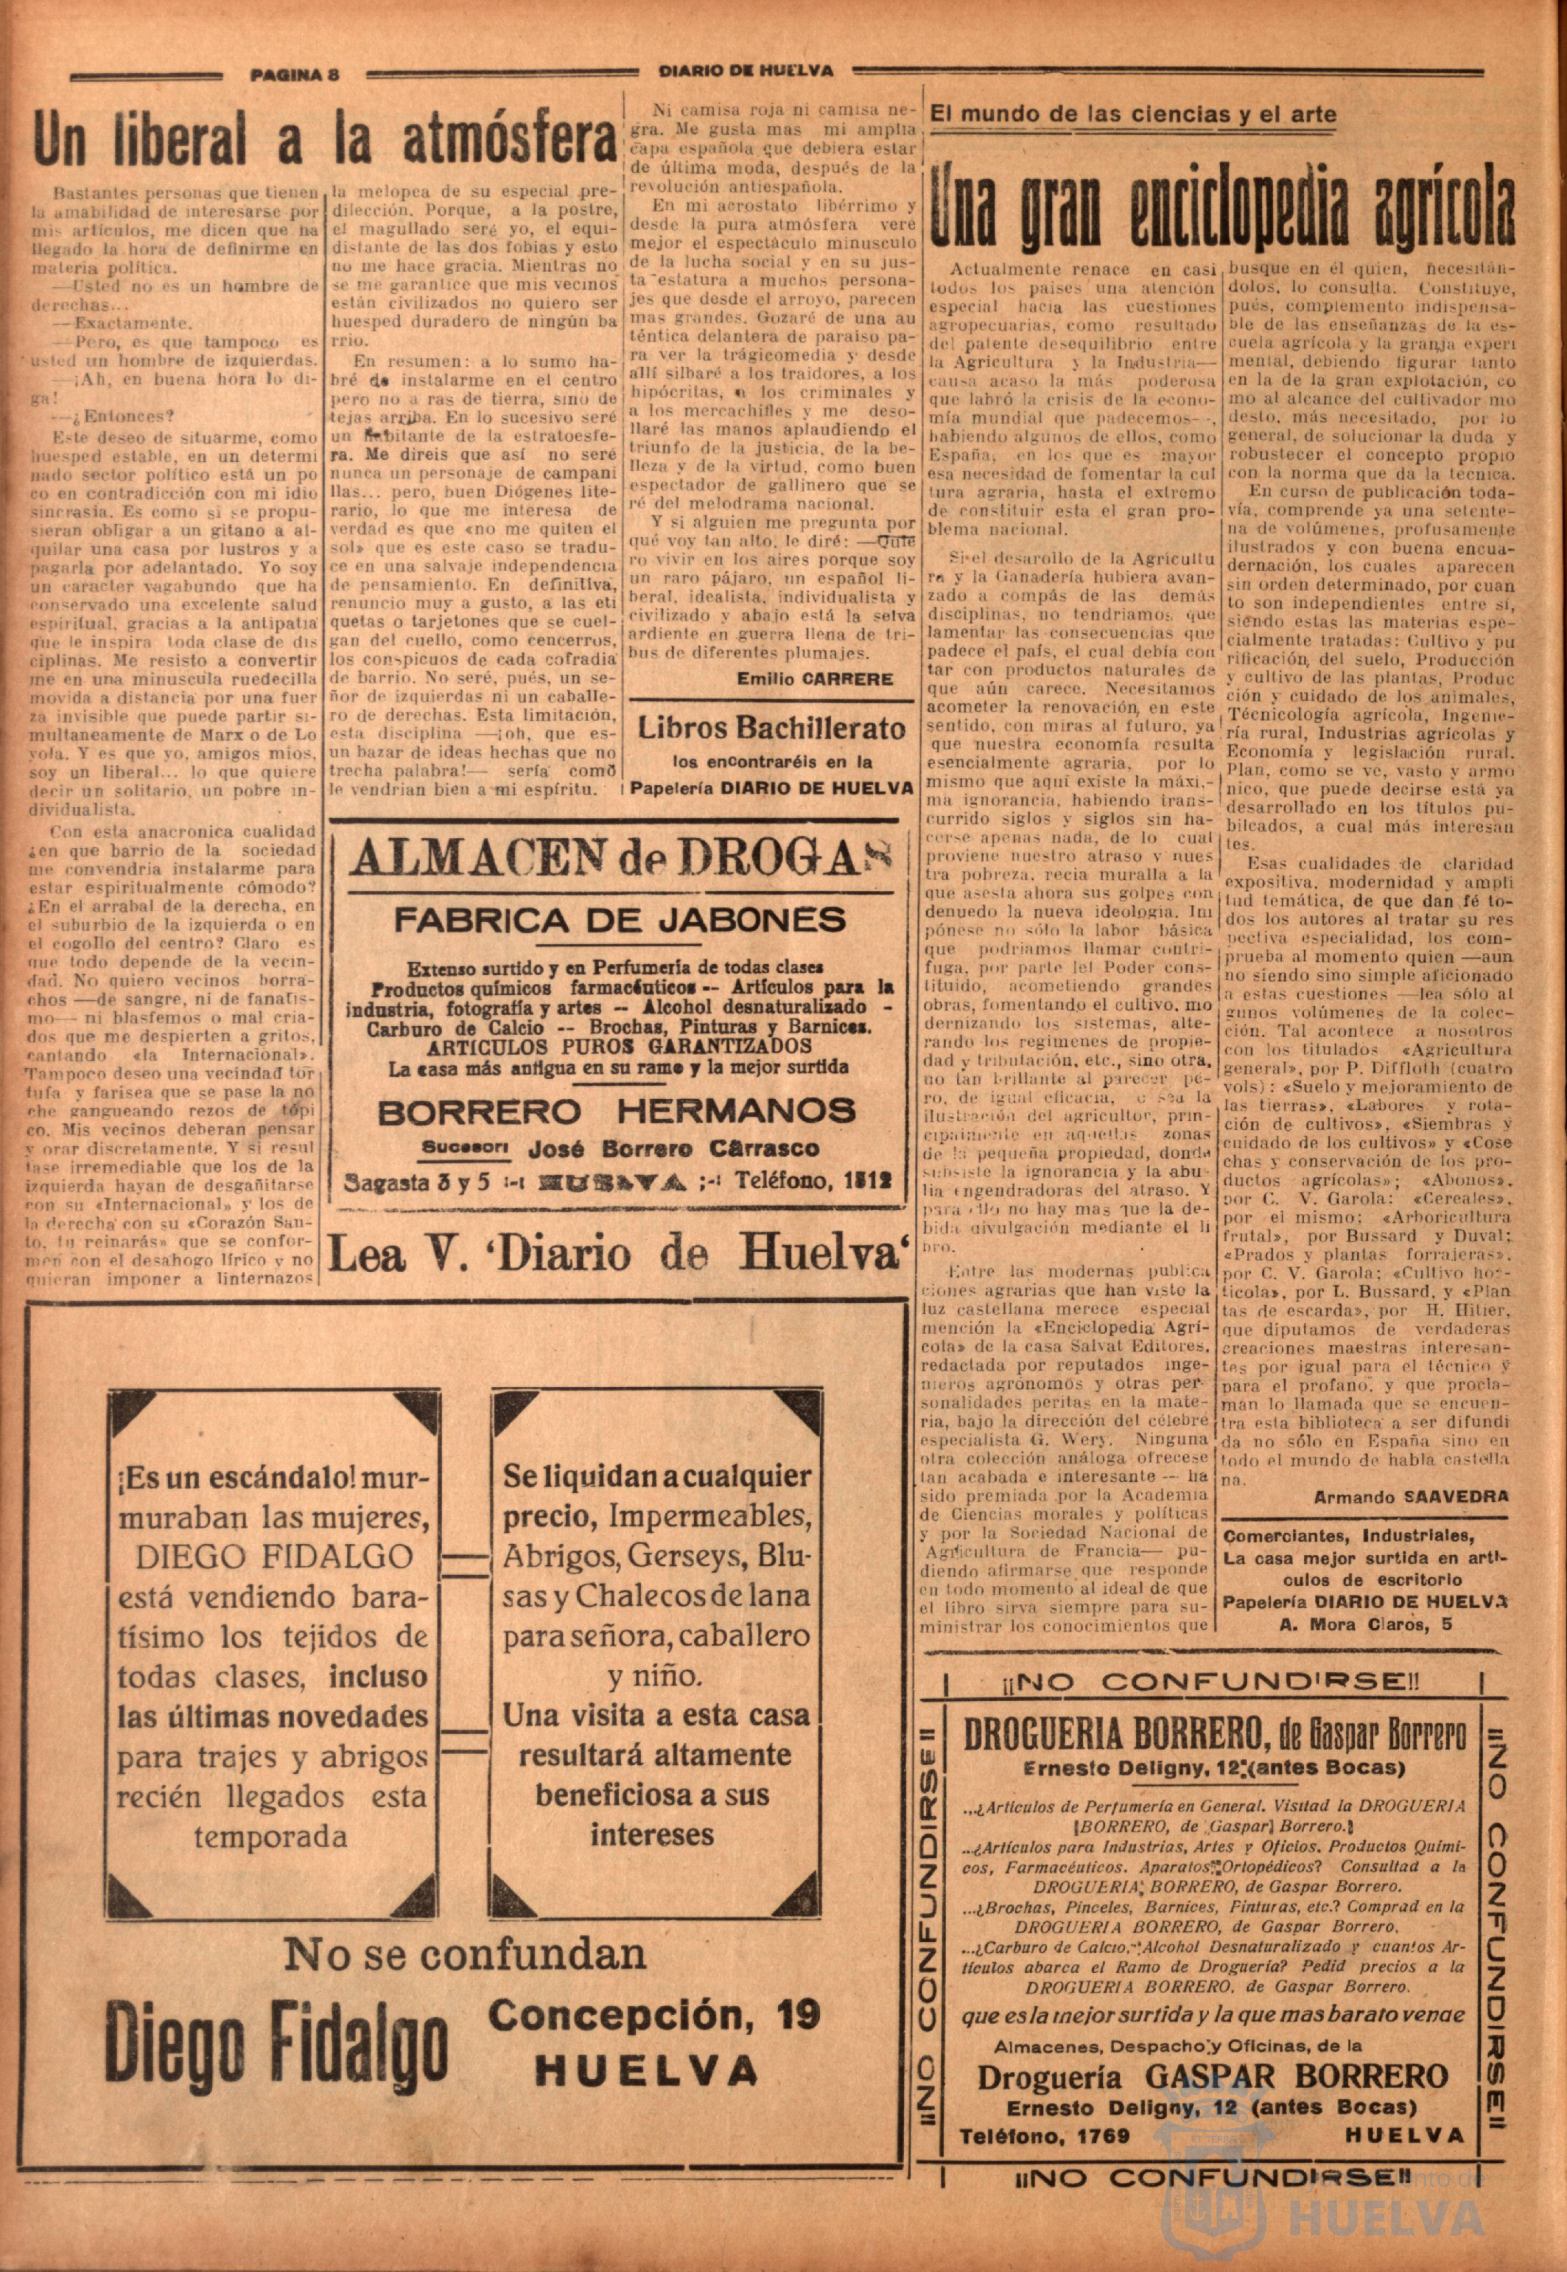 PAGINA 8
DIARIO DE HUELVA
Un liberal a la atmósfera
Bastantes personas que tienen
la amabilidad de interesarse por
mis artículos, me dicen que ha
llegado la hora de definirme en
materia política.
—Usted no es un hombre de
derechas...
—Exactamente.
—Pero, es que tampoco es
usted un hombre de izquierdas.
—¡Ah, en buena hora lo di-
ga!
—¿Entonces?
Este deseo de situarme, como
huesped estable, en un determi
nado sector político está un po
co en contradicción con mi idio
sincrasia. Es como si se propu-
sieran obligar a un gitano a al-
quilar una casa por lustros y a
pagarla por adelantado. Yo soy
un caracter vagabundo que ha
conservado una excelente salud
espiritual, gracias a la antipatia
que le inspira toda clase de dis
ciplinas. Me resisto a convertir
me en una minuscula ruedecilla
movida a distancia por una fuer
za invisible que puede partir si-
multaneamente de Marx o de Lo
yola. Y es que yo, amigos mios,
soy un liberal... lo que quiere
decir un solitario, un pobre in-
dividualista.
Con esta anacronica cualidad
¿en que barrio de la sociedad
me convendría instalarme para
estar espiritualmente cómodo?
¿En el arrabal de la derecha, en
el suburbio de la izquierda o en
el cogollo del centro? Claro es
que todo depende de la vecin-
dad. No quiero vecinos borra-
chos —de sangre, ni de fanatis-
mo— ni blasfemos o mal cria-
dos que me despierten a gritos,
cantando «la Internacional».
Tampoco deseo una vecindad tor
tufa y farisea que se pase la no
che gangueando rezos de tópi
co. Mis vecinos deberan pensar
y orar discretamente. Y si resul
tase irremediable que los de la
izquierda hayan de desgañitarse
con su «Internacional» y los de
la derecha con su «Corazón San-
to, tu reinarás» que se confor-
men con el desahogo lírico y no
quieran imponer a linternazos
la melopea de su especial pre-
dilección. Porque, a la postre,
el magullado seré yo, el equi-
distante de las dos fobias y esto
no me hace gracia. Mientras no
se me garantice que mis vecinos
están civilizados no quiero ser
huesped duradero de ningún ba
rrio.
En resumen: a lo sumo ha-
bré de instalarme en el centro
pero no a ras de tierra, sino de
tejas arriba. En lo sucesivo seré
un habitante de la estratoesfe-
ra. Me direis que así no seré
nunca un personaje de campani
llas... pero, buen Diógenes lite-
rario, lo que me interesa de
verdad es que «no me quiten el
sol» que es este caso se tradu-
ce en una salvaje independencia
de pensamiento. En definitiva,
renuncio muy a gusto, a las eti
quetas o tarjetones que se cuel-
gan del cuello, como cencerros,
los conspicuos de cada cofradia
de barrio. No seré, pués, un se-
ñor de izquierdas ni un caballe-
ro de derechas. Esta limitación,
esta disciplina —¡oh, que es-
un bazar de ideas hechas que no
trecha palabra!— sería como
le vendrian bien a mi espíritu.
Ni camisa roja ni camisa ne-
gra. Me gusta mas mi amplia
capa española que debiera estar
de última moda, después de la
revolución antiespañola.
En mi aerostato libérrimo y
desde la pura atmósfera veré
mejor el espectáculo minusculo
de la lucha social y en su jus-
ta estatura a muchos persona-
jes que desde el arroyo, parecen
mas grandes. Gozaré de una au
téntica delantera de paraiso pa-
ra ver la trágicomedia y desde
allí silbaré a los traidores, a los
hipócritas, a los criminales y
a los mercachifles y me deso-
llaré las manos aplaudiendo el
triunfo de la justicia, de la be-
lleza y de la virtud, como buen
espectador de gallinero que se
ré del melodrama nacional.
Y si alguien me pregunta por
qué voy tan alto, le diré: —Quie
ro vivir en los aires porque soy
un raro pájaro, un español li-
beral, idealista, individualista y
civilizado y abajo está la selva
ardiente en guerra llena de tri-
bus de diferentes plumajes.
Emilio CARRERE
Libros Bachillerato
los encontraréis en la
Papelería DIARIO DE HUELVA
ALMACEN de DROGAS
FABRICA DE JABONES
Extenso surtido y en Perfumería de todas clases
Productos químicos farmacéuticos -- Artículos para la
industria, fotografía y artes -- Alcohol desnaturalizado -
Carburo de Calcio -- Brochas, Pinturas y Barnices.
ARTICULOS PUROS GARANTIZADOS
La casa más antigua en su ramo y la mejor surtida
BORRERO HERMANOS
Sucesor: José Borrero Carrasco
Sagasta 3 y 5 :-: HUELVA :-: Teléfono, 1812
Lea V. 'Diario de Huelva'
¡Es un escándalo! mur-
muraban las mujeres,
DIEGO FIDALGO
está vendiendo bara-
tísimo los tejidos de
todas clases, incluso
las últimas novedades
para trajes y abrigos
recién llegados esta
temporada
Se liquidan a cualquier
precio, Impermeables,
Abrigos, Gerseys, Blu-
sas y Chalecos de lana
para señora, caballero
y niño.
Una visita a esta casa
resultará altamente
beneficiosa a sus
intereses
No se confundan
Diego Fidalgo
Concepción, 19
HUELVA
El mundo de las ciencias y el arte
Una gran enciclopedia agrícola
Actualmente renace en casi
todos los paises una atención
especial hacia las cuestiones
agropecuarias, como resultado
del patente desequilibrio entre
la Agricultura y la Industria—
causa acaso la más poderosa
que labró la crisis de la econo-
mía mundial que padecemos—,
habiendo algunos de ellos, como
España, en los que es mayor
esa necesidad de fomentar la cul
tura agraria, hasta el extremo
de constituir esta el gran pro-
blema nacional.
Si el desarollo de la Agricultu
ra y la Ganadería hubiera avan-
zado a compás de las demás
disciplinas, no tendriamos que
lamentar las consecuencias que
padece el país, el cual debía con
tar con productos naturales de
que aún carece. Necesitamos
acometer la renovación en este
sentido, con miras al futuro, ya
que nuestra economía resulta
esencialmente agraria, por lo
mismo que aquí existe la máxi-
ma ignorancia, habiendo trans-
currido siglos y siglos sin ha-
cerse apenas nada, de lo cual
proviene nuestro atraso y nues
tra pobreza, recia muralla a la
que asesta ahora sus golpes con
denuedo la nueva ideologia. Im
pónese no sólo la labor básica
que podriamos llamar contri-
fuga, por parte del Poder cons-
tituido, acometiendo grandes
obras, fomentando el cultivo, mo
dernizando los sistemas, alte-
rando los regimenes de propie-
dad y tributación, etc., sino otra,
no tan brillante al parecer pe-
ro, de igual eficacia, o sea la
ilustración del agricultor, prin-
cipalmente en aquellas zonas
de la pequeña propiedad, donde
subsiste la ignorancia y la abu-
lia engendradoras del atraso. Y
para ello no hay mas que la de-
bida divulgación mediante el li
bro.
Entre las modernas publica
ciones agrarias que han visto la
luz castellana merece especial
mención la «Enciclopedia Agrí-
cola» de la casa Salvat Editores,
redactada por reputados inge-
nieros agrónomos y otras per-
sonalidades peritas en la mate-
ria, bajo la dirección del célebre
especialista G. Wery. Ninguna
otra colección análoga ofrecese
tan acabada e interesante -- ha
sido premiada por la Academia
de Ciencias morales y políticas
y por la Sociedad Nacional de
Agricultura de Francia— pu-
diendo afirmarse que responde
en todo momento al ideal de que
el libro sirva siempre para su-
ministrar los conocimientos que
busque en él quien, necesitán-
dolos, lo consulta. Constituye,
pués, complemento indispensa-
ble de las enseñanzas de la es-
cuela agrícola y la granja experi
mental, debiendo figurar tanto
en la de la gran explotación, co
mo al alcance del cultivador mo
desto, más necesitado, por lo
general, de solucionar la duda y
robustecer el concepto propio
con la norma que da la técnica.
En curso de publicación toda-
vía, comprende ya una setente-
na de volúmenes, profusamente
ilustrados y con buena encua-
dernación, los cuales aparecen
sin orden determinado, por cuan
to son independientes entre sí,
siendo estas las materias espe-
cialmente tratadas: Cultivo y pu
rificación del suelo, Producción
y cultivo de las plantas, Produc
ción y cuidado de los animales,
Técnicología agrícola, Ingenie-
ría rural, Industrias agrícolas y
Economía y legislación rural.
Plan, como se ve, vasto y armo
nico, que puede decirse está ya
desarrollado en los títulos pu-
bilcados, a cual más interesan
tes.
Esas cualidades de claridad
expositiva, modernidad y ampli
tud temática, de que dan fé to-
dos los autores al tratar su res
pectiva especialidad, los com-
prueba al momento quien —aun
no siendo sino simple aficionado
a estas cuestiones —lea sólo al
gunos volúmenes de la colec-
ción. Tal acontece a nosotros
con los titulados «Agricultura
general», por P. Diffloth (cuatro
vols): «Suelo y mejoramiento de
las tierras», «Labores y rota-
ción de cultivos», «Siembras y
cuidado de los cultivos» y «Cose
chas y conservación de los pro-
ductos agrícolas»; «Abonos»,
por C. V. Garola: «Cereales»,
por el mismo; «Arboricultura
frutal», por Bussard y Duval;
«Prados y plantas forrajeras»,
por C. V. Garola; «Cultivo hor-
tícola», por L. Bussard, y «Plan
tas de escarda», por H. Hitier,
que diputamos de verdaderas
creaciones maestras interesan-
tes por igual para el técnico y
para el profano, y que procla-
man lo llamada que se encuen-
tra esta biblioteca a ser difundi
da no sólo en España sino en
todo el mundo de habla castella
na.
Armando SAAVEDRA
Comerciantes, Industriales,
La casa mejor surtida en artí-
culos de escritorio
Papelería DIARIO DE HUELVA
A. Mora Claros, 5
¡¡NO CONFUNDIRSE!!
¡¡NO CONFUNDIRSE!!
¡¡NO CONFUNDIRSE!!
DROGUERIA BORRERO, de Gaspar Borrero
Ernesto Deligny, 12 (antes Bocas)
...¿Artículos de Perfumería en General. Visitad la DROGUERIA
BORRERO, de Gaspar Borrero.
...¿Artículos para Industrias, Artes y Oficios. Productos Quími-
cos, Farmacéuticos. Aparatos Ortopédicos? Consultad a la
DROGUERIA BORRERO, de Gaspar Borrero.
...¿Brochas, Pinceles, Barnices, Pinturas, etc.? Comprad en la
DROGUERIA BORRERO, de Gaspar Borrero.
...¿Carburo de Calcio, Alcohol Desnaturalizado y cuantos Ar-
tículos abarca el Ramo de Droguería? Pedid precios a la
DROGUERIA BORRERO, de Gaspar Borrero.
que es la mejor surtida y la que mas barato vende
Almacenes, Despacho y Oficinas, de la
Droguería GASPAR BORRERO
Ernesto Deligny, 12 (antes Bocas)
Teléfono, 1769 HUELVA
¡¡NO CONFUNDIRSE!!
HUELVA